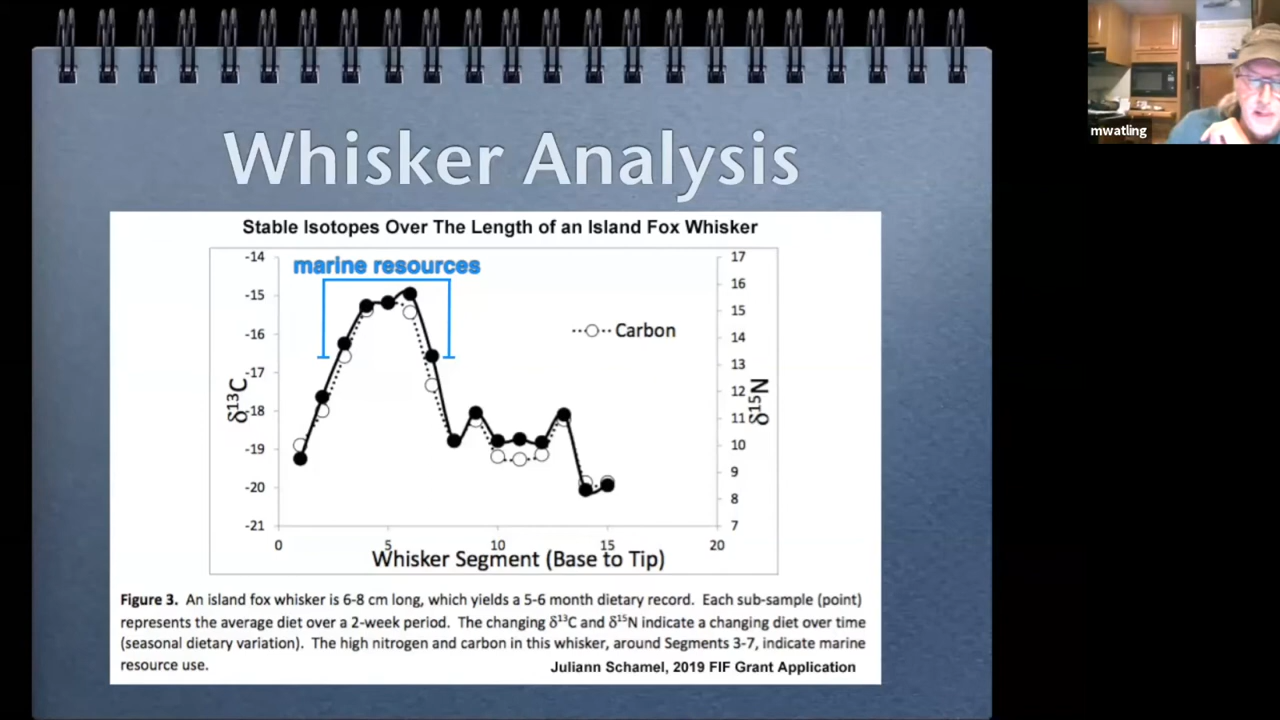 mwatling
Whisker Analysis
Stable Isotopes Over The Length of an Island Fox Whisker
marine resources
-14
-15
-16
-17
-18
-19
-20
-21
δ¹³C
17
16
15
14
13
12
11
10
9
8
7
δ¹⁵N
Carbon
0
5
10
15
20
Whisker Segment (Base to Tip)
Figure 3. An island fox whisker is 6-8 cm long, which yields a 5-6 month dietary record. Each sub-sample (point)
represents the average diet over a 2-week period. The changing δ¹³C and δ¹⁵N indicate a changing diet over time
(seasonal dietary variation). The high nitrogen and carbon in this whisker, around Segments 3-7, indicate marine
resource use.
Juliann Schamel, 2019 FIF Grant Application